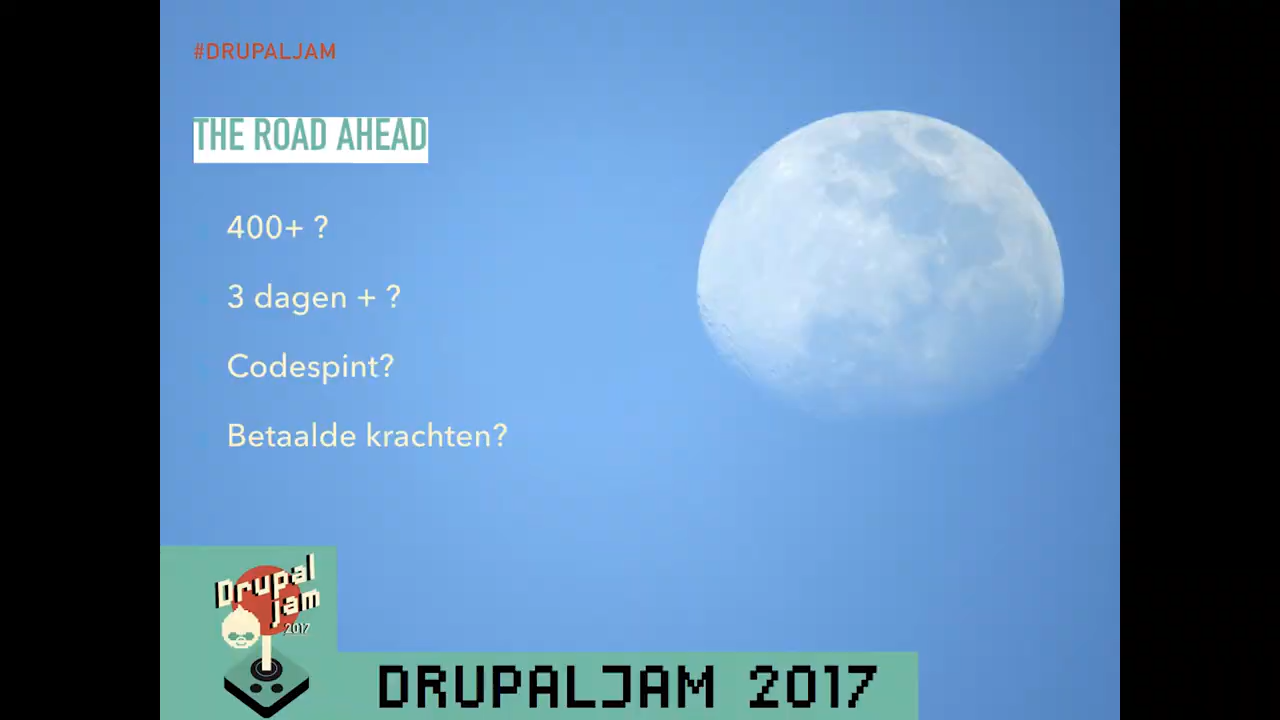 #DRUPALJAM
THE ROAD AHEAD
400+ ?
3 dagen + ?
Codespint?
Betaalde krachten?
Drupal
jam
2017
DRUPALJAM 2017